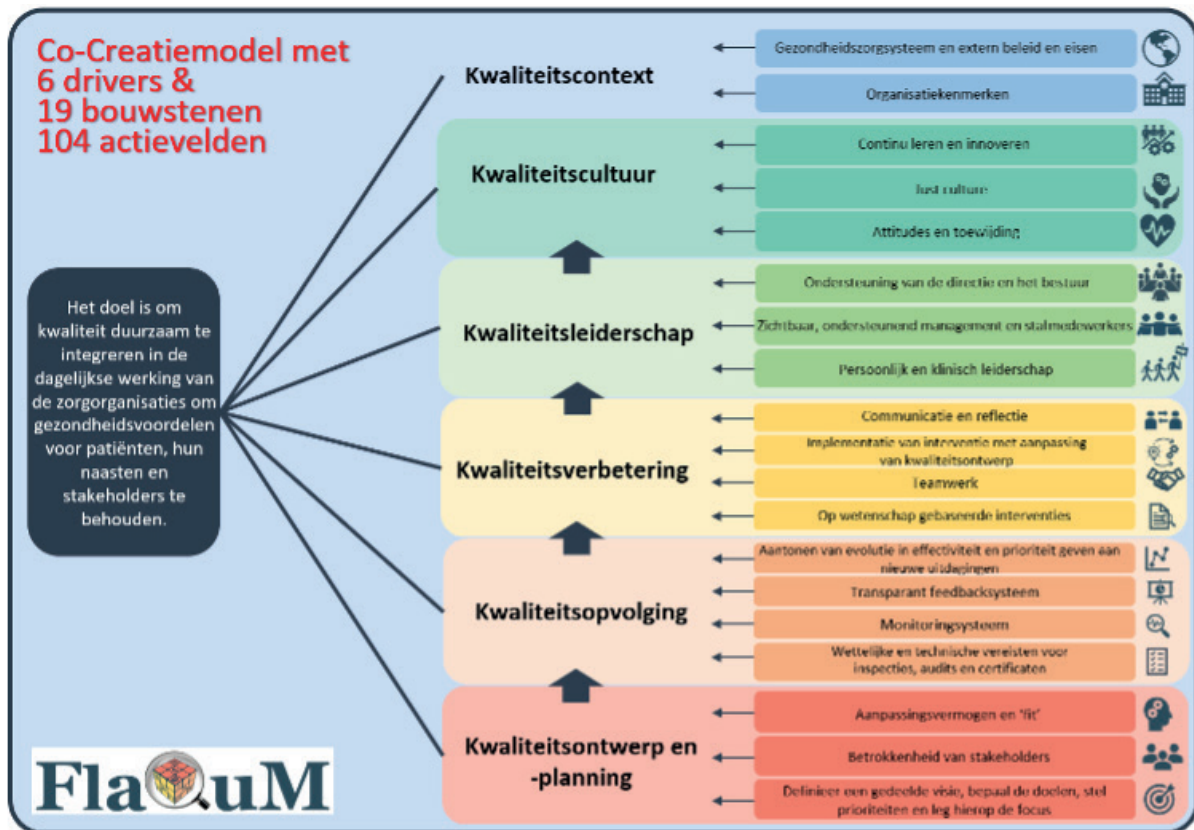 Co-Creatiemodel met
6 drivers &
19 bouwstenen
104 actievelden
Het doel is om
kwaliteit duurzaam te
integreren in de
dagelijkse werking van
de zorgorganisaties om
gezondheidsvoordelen
voor patiënten, hun
naasten en
stakeholders te
behouden.
Kwaliteitscontext
Gezondheidszorgsysteem en extern beleid en eisen
Organisatiekenmerken
Kwaliteitscultuur
Continu leren en innoveren
Just culture
Attitudes en toewijding
Kwaliteitsleiderschap
Ondersteuning van de directie en het bestuur
Zichtbaar, ondersteunend management en stafmedewerkers
Persoonlijk en klinisch leiderschap
Kwaliteitsverbetering
Communicatie en reflectie
Implementatie van interventie met aanpassing
van kwaliteitsontwerp
Teamwerk
Op wetenschap gebaseerde interventies
Kwaliteitsopvolging
Aantonen van evolutie in effectiviteit en prioriteit geven aan
nieuwe uitdagingen
Transparant feedbacksysteem
Monitoringsysteem
Wettelijke en technische vereisten voor
inspecties, audits en certificaten
Kwaliteitsontwerp en
-planning
Aanpassingsvermogen en 'fit'
Betrokkenheid van stakeholders
Definieer een gedeelde visie, bepaal de doelen, stel
prioriteiten en leg hierop de focus
FlaQuM